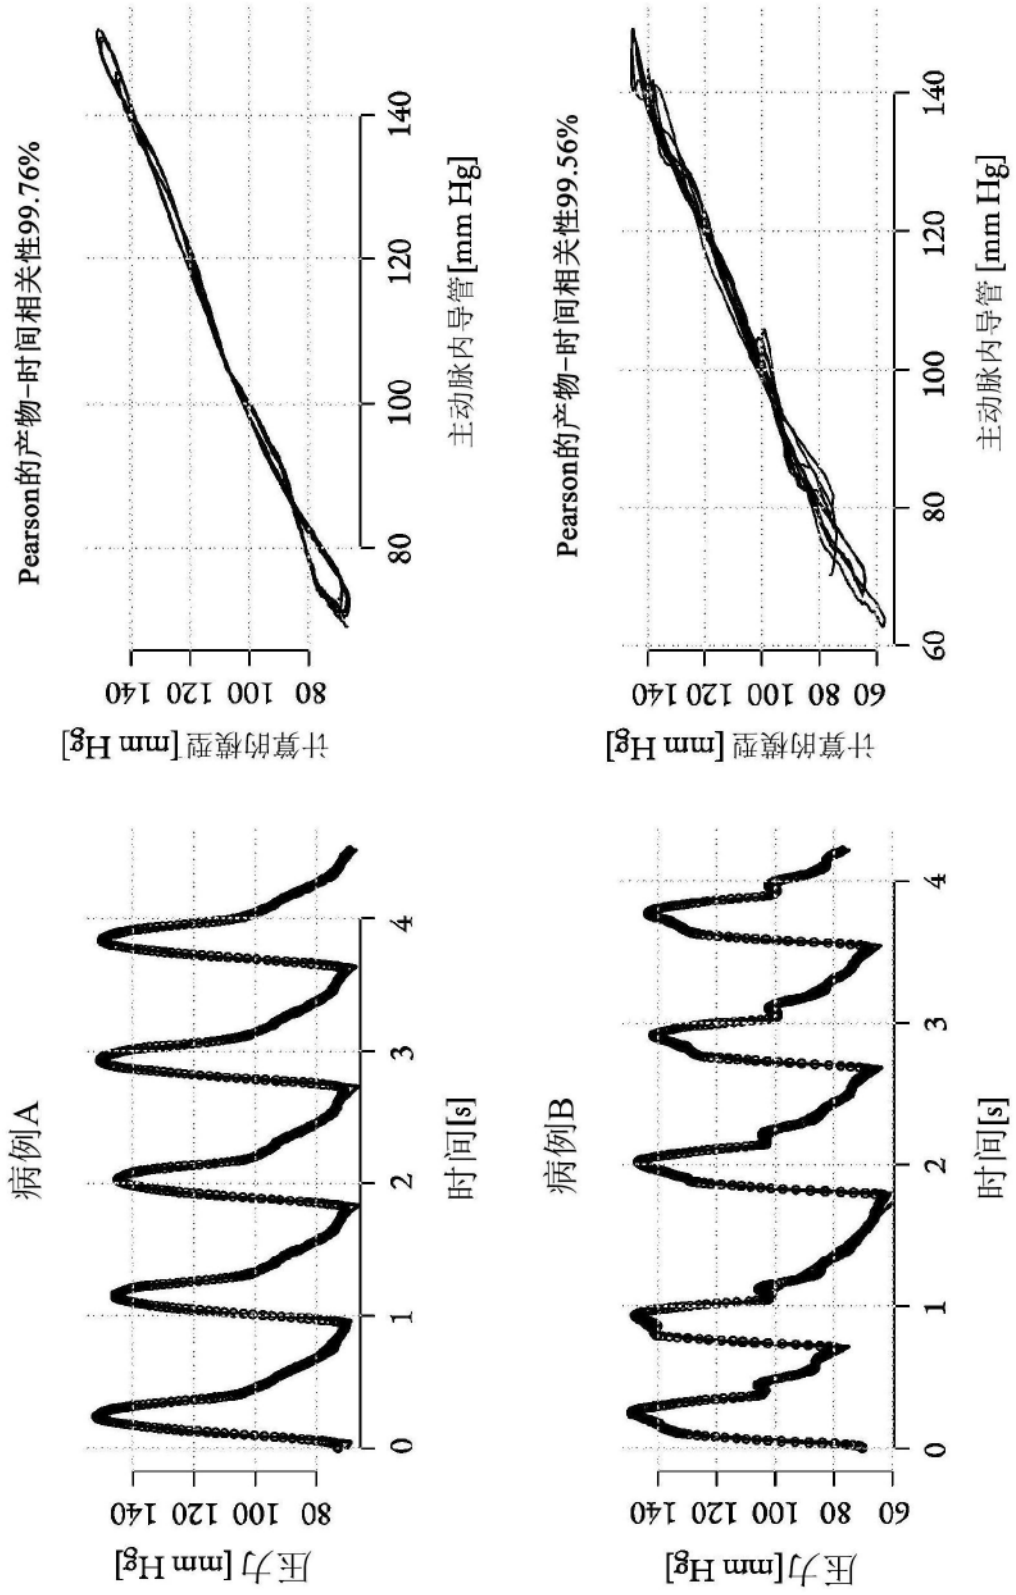 病例A
压力[mm Hg]
140 120 100 80
0 1 2 3 4
时间[s]
Pearson的产物-时间相关性99.76%
计算的模型[mm Hg]
140 120 100 80
80 100 120 140
主动脉内导管[mm Hg]
病例B
压力[mm Hg]
140 120 100 80 60
0 1 2 3 4
时间[s]
Pearson的产物-时间相关性99.56%
计算的模型[mm Hg]
140 120 100 80 60
60 80 100 120 140
主动脉内导管[mm Hg]